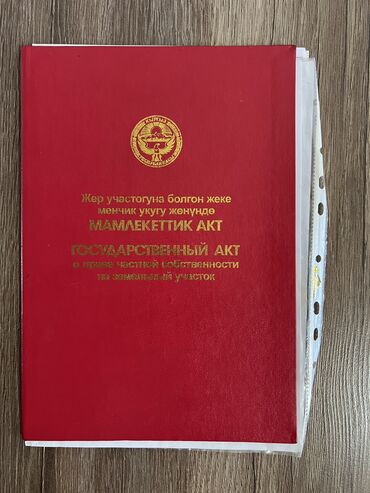 Жер участогуна болгон жеке
менчик укугу жөнүндө
МАМЛЕКЕТТИК АКТ
ГОСУДАРСТВЕННЫЙ АКТ
о праве частной собственности
на земельный участок